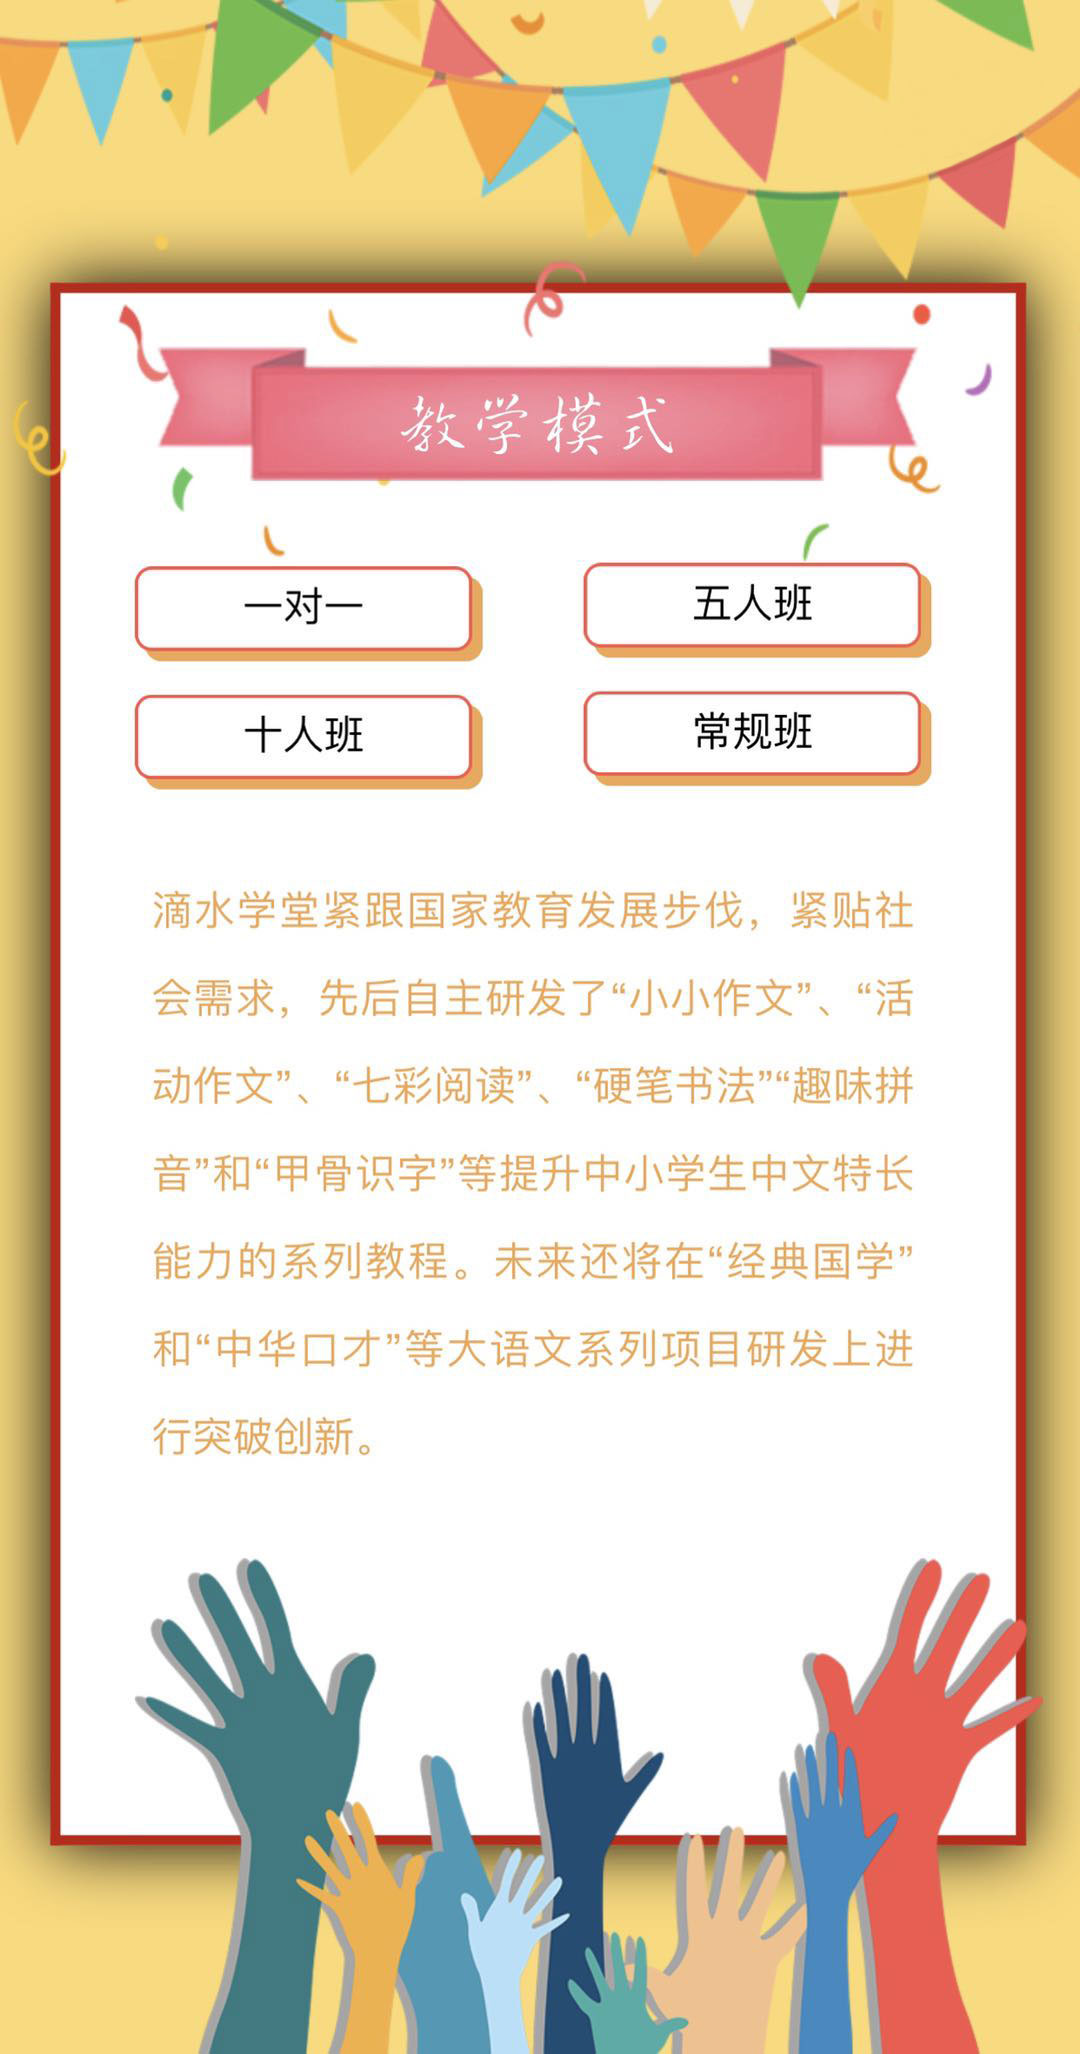 教学模式
一对一
五人班
十人班
常规班
滴水学堂紧跟国家教育发展步伐，紧贴社
会需求，先后自主研发了“小小作文”、“活
动作文”、“七彩阅读”、“硬笔书法”“趣味拼
音”和“甲骨识字”等提升中小学生中文特长
能力的系列教程。未来还将在“经典国学”
和“中华口才”等大语文系列项目研发上进
行突破创新。